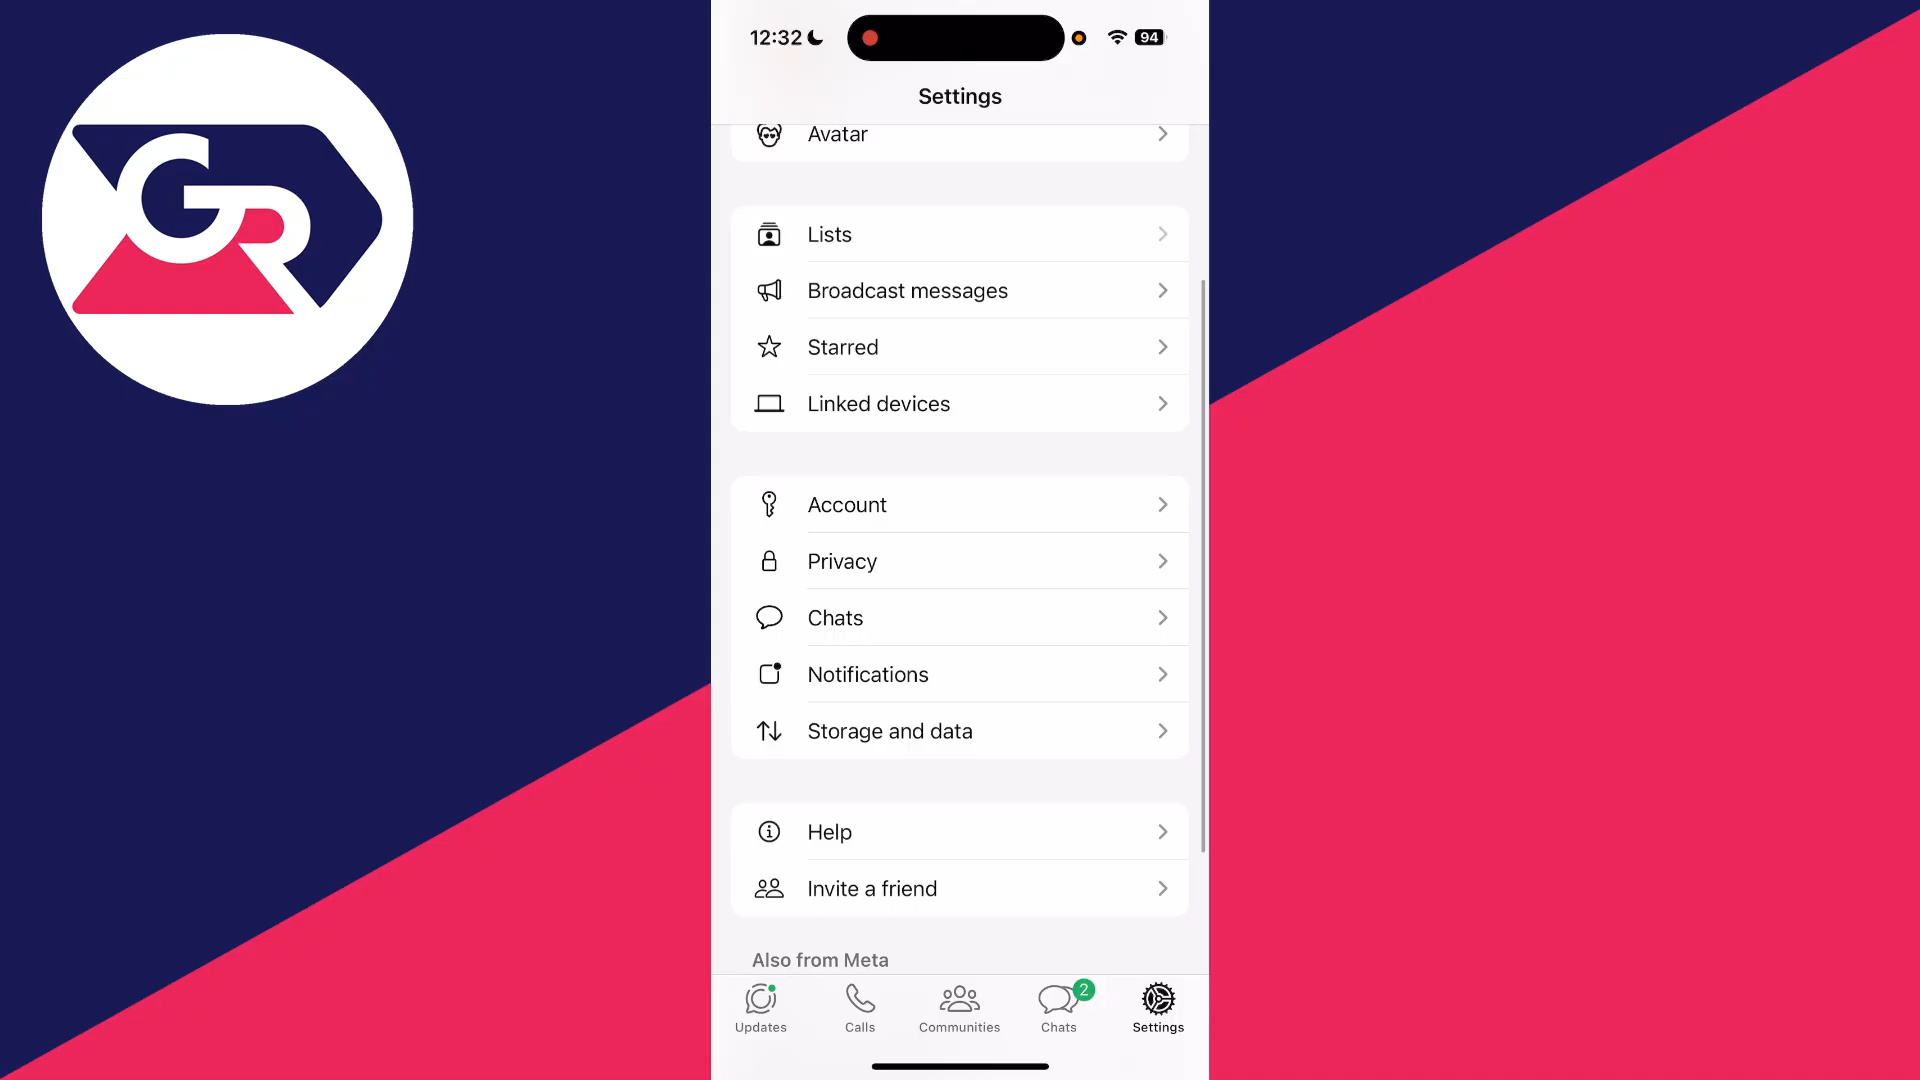 GR
12:32
94
Settings
Avatar
Lists
Broadcast messages
Starred
Linked devices
Account
Privacy
Chats
Notifications
Storage and data
Help
Invite a friend
Also from Meta
2
Updates Calls Communities Chats Settings